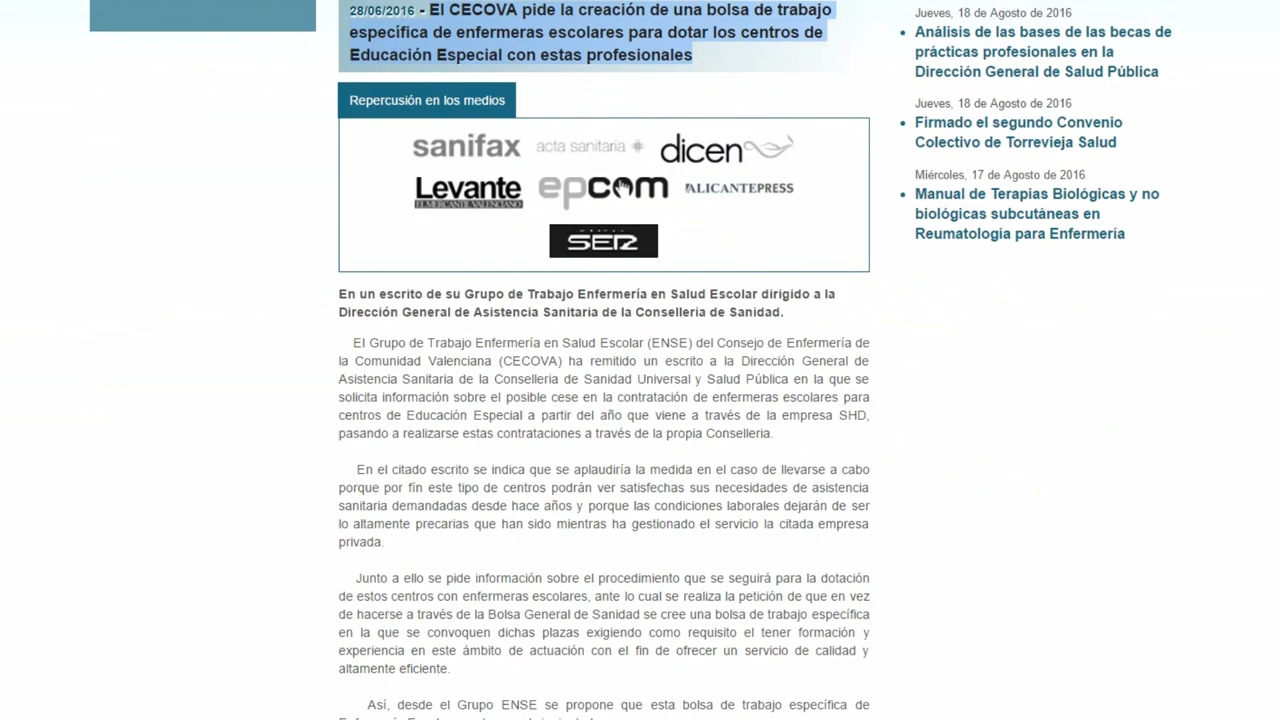 28/06/2016 - El CECOVA pide la creación de una bolsa de trabajo
específica de enfermeras escolares para dotar los centros de
Educación Especial con estas profesionales
Repercusión en los medios
sanifax
acta sanitaria
dicen
Levante
EL MERCANTIL VALENCIANO
epcom
ALICANTEPRESS
SER
En un escrito de su Grupo de Trabajo Enfermería en Salud Escolar dirigido a la
Dirección General de Asistencia Sanitaria de la Conselleria de Sanidad.
El Grupo de Trabajo Enfermería en Salud Escolar (ENSE) del Consejo de Enfermería de
la Comunidad Valenciana (CECOVA) ha remitido un escrito a la Dirección General de
Asistencia Sanitaria de la Conselleria de Sanidad Universal y Salud Pública en la que se
solicita información sobre el posible cese en la contratación de enfermeras escolares para
centros de Educación Especial a partir del año que viene a través de la empresa SHD,
pasando a realizarse estas contrataciones a través de la propia Conselleria.
En el citado escrito se indica que se aplaudiría la medida en el caso de llevarse a cabo
porque por fín este tipo de centros podrán ver satisfechas sus necesidades de asistencia
sanitaria demandadas desde hace años y porque las condiciones laborales dejarán de ser
lo altamente precarias que han sido mientras ha gestionado el servicio la citada empresa
privada.
Junto a ello se pide información sobre el procedimiento que se seguirá para la dotación
de estos centros con enfermeras escolares, ante lo cual se realiza la petición de que en vez
de hacerse a través de la Bolsa General de Sanidad se cree una bolsa de trabajo específica
en la que se convoquen dichas plazas exigiendo como requisito el tener formación y
experiencia en este ámbito de actuación con el fin de ofrecer un servicio de calidad y
altamente eficiente.
Así, desde el Grupo ENSE se propone que esta bolsa de trabajo específica de
Jueves, 18 de Agosto de 2016
Análisis de las bases de las becas de
prácticas profesionales en la
Dirección General de Salud Pública
Jueves, 18 de Agosto de 2016
Firmado el segundo Convenio
Colectivo de Torrevieja Salud
Miércoles, 17 de Agosto de 2016
Manual de Terapias Biológicas y no
biológicas subcutáneas en
Reumatología para Enfermería